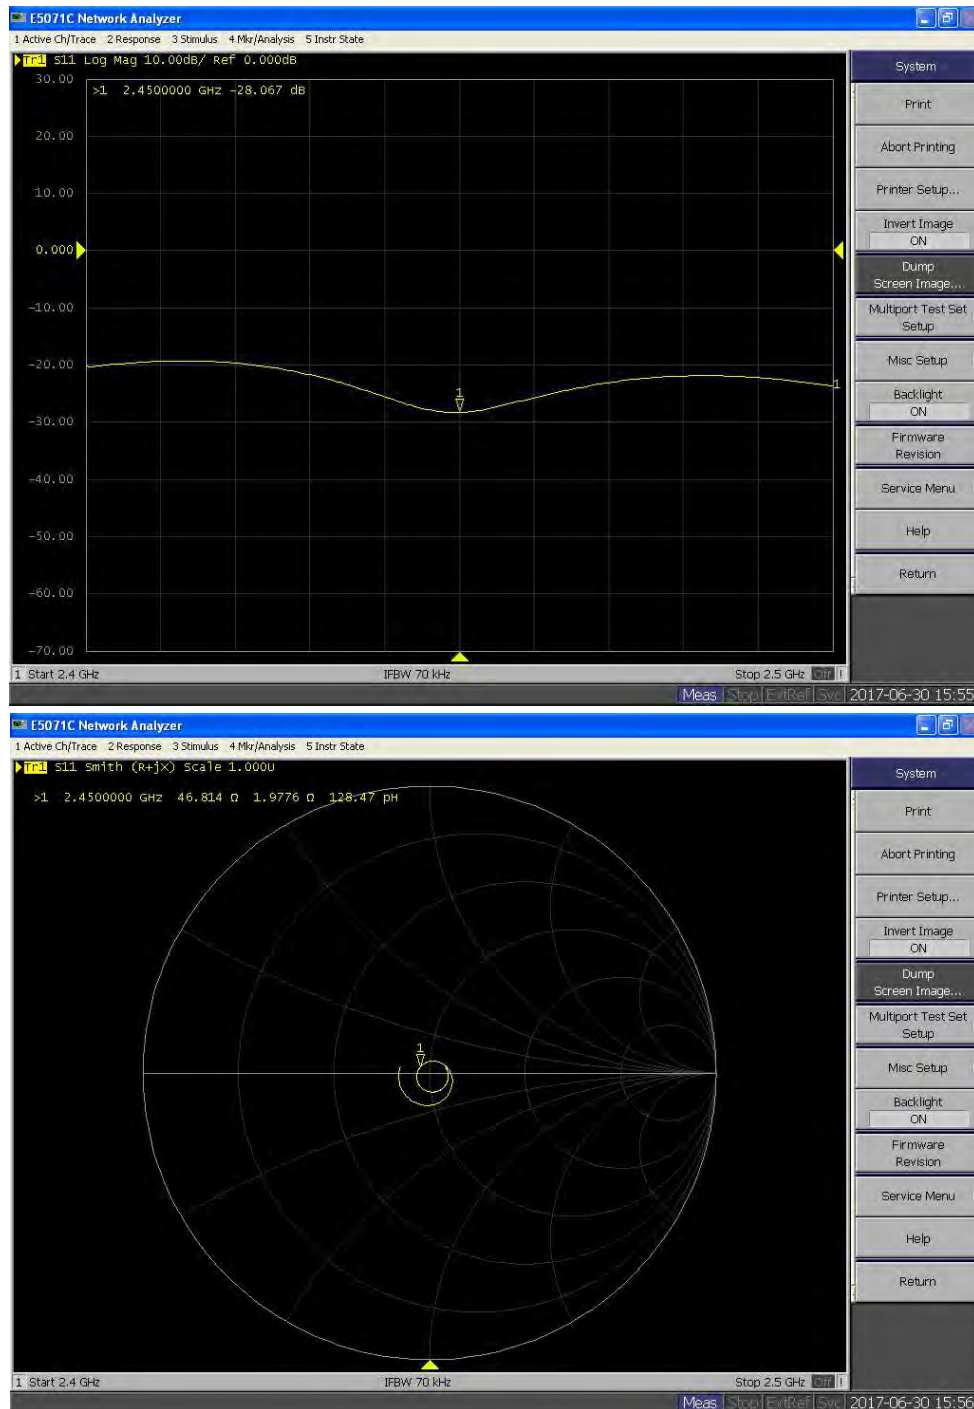 E5071C Network Analyzer
1 Active Ch/Trace 2 Response 3 Stimulus 4 Mkr/Analysis 5 Instr State
Tr1 S11 Log Mag 10.00dB/ Ref 0.000dB
>1 2.4500000 GHz -28.067 dB
30.00
20.00
10.00
0.000
-10.00
-20.00
-30.00
-40.00
-50.00
-60.00
-70.00
1
1
1 Start 2.4 GHz IFBW 70 kHz Stop 2.5 GHz Off !
System
Print
Abort Printing
Printer Setup...
Invert Image
ON
Dump
Screen Image...
Multiport Test Set
Setup
Misc Setup
Backlight
ON
Firmware
Revision
Service Menu
Help
Return
Meas Stop ExtRef Svc 2017-06-30 15:55
E5071C Network Analyzer
1 Active Ch/Trace 2 Response 3 Stimulus 4 Mkr/Analysis 5 Instr State
Tr1 S11 Smith (R+jX) Scale 1.000U
>1 2.4500000 GHz 46.814 Ω 1.9776 Ω 128.47 pH
1
1 Start 2.4 GHz IFBW 70 kHz Stop 2.5 GHz Off !
System
Print
Abort Printing
Printer Setup...
Invert Image
ON
Dump
Screen Image...
Multiport Test Set
Setup
Misc Setup
Backlight
ON
Firmware
Revision
Service Menu
Help
Return
Meas Stop ExtRef Svc 2017-06-30 15:56